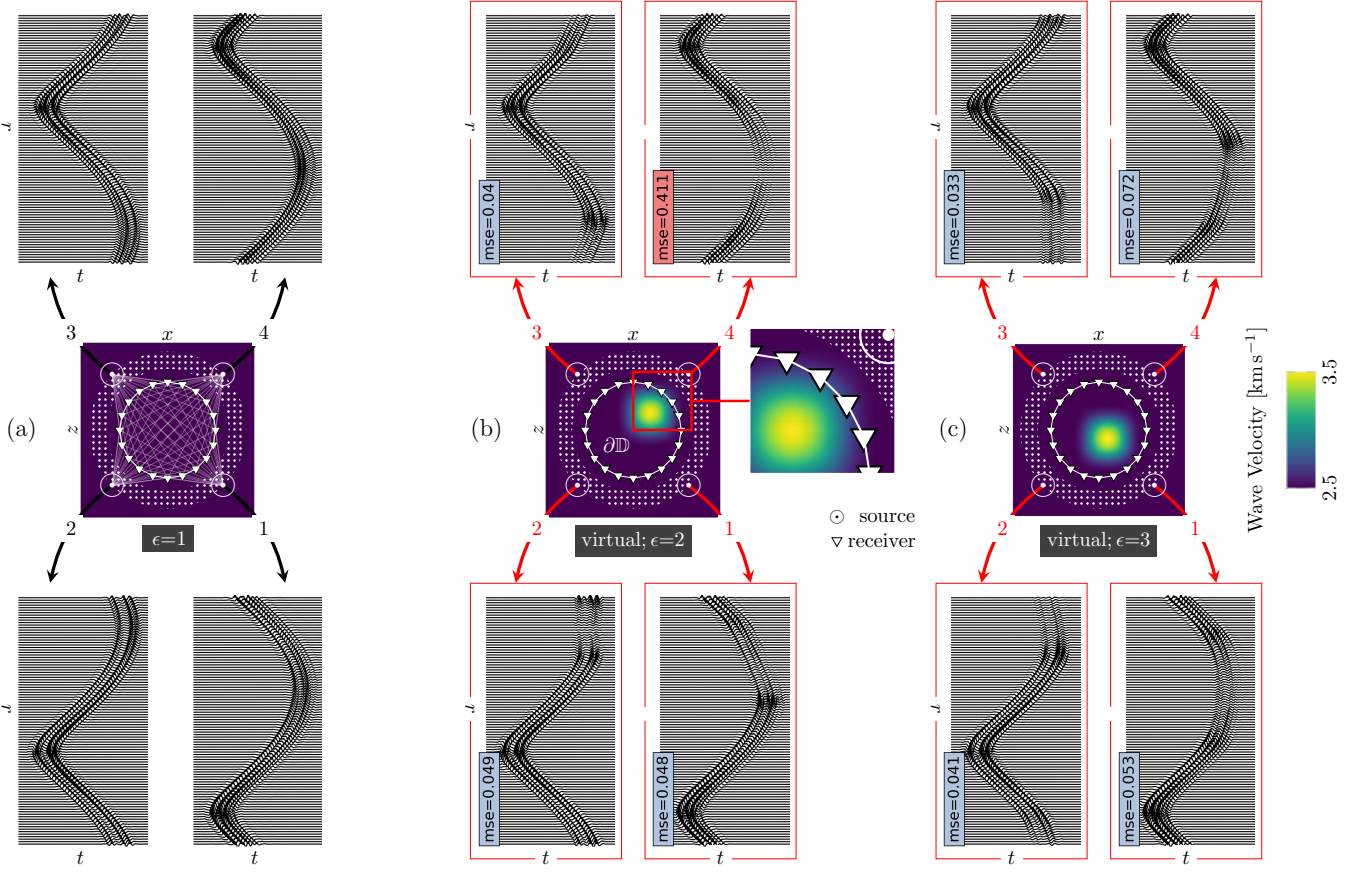 r
t
t
mse=0.04
mse=0.411
r
t
t
mse=0.033
mse=0.072
r
t
t
3
4
x
3
4
3
4
(a)
z
(b)
z
∂𝔻
(c)
Wave Velocity [km s⁻¹]
3.5
2.5
2
1
ϵ=1
2
1
virtual; ϵ=2
source
receiver
2
1
virtual; ϵ=3
r
t
t
mse=0.049
mse=0.048
r
t
t
mse=0.041
mse=0.053
r
t
t
x